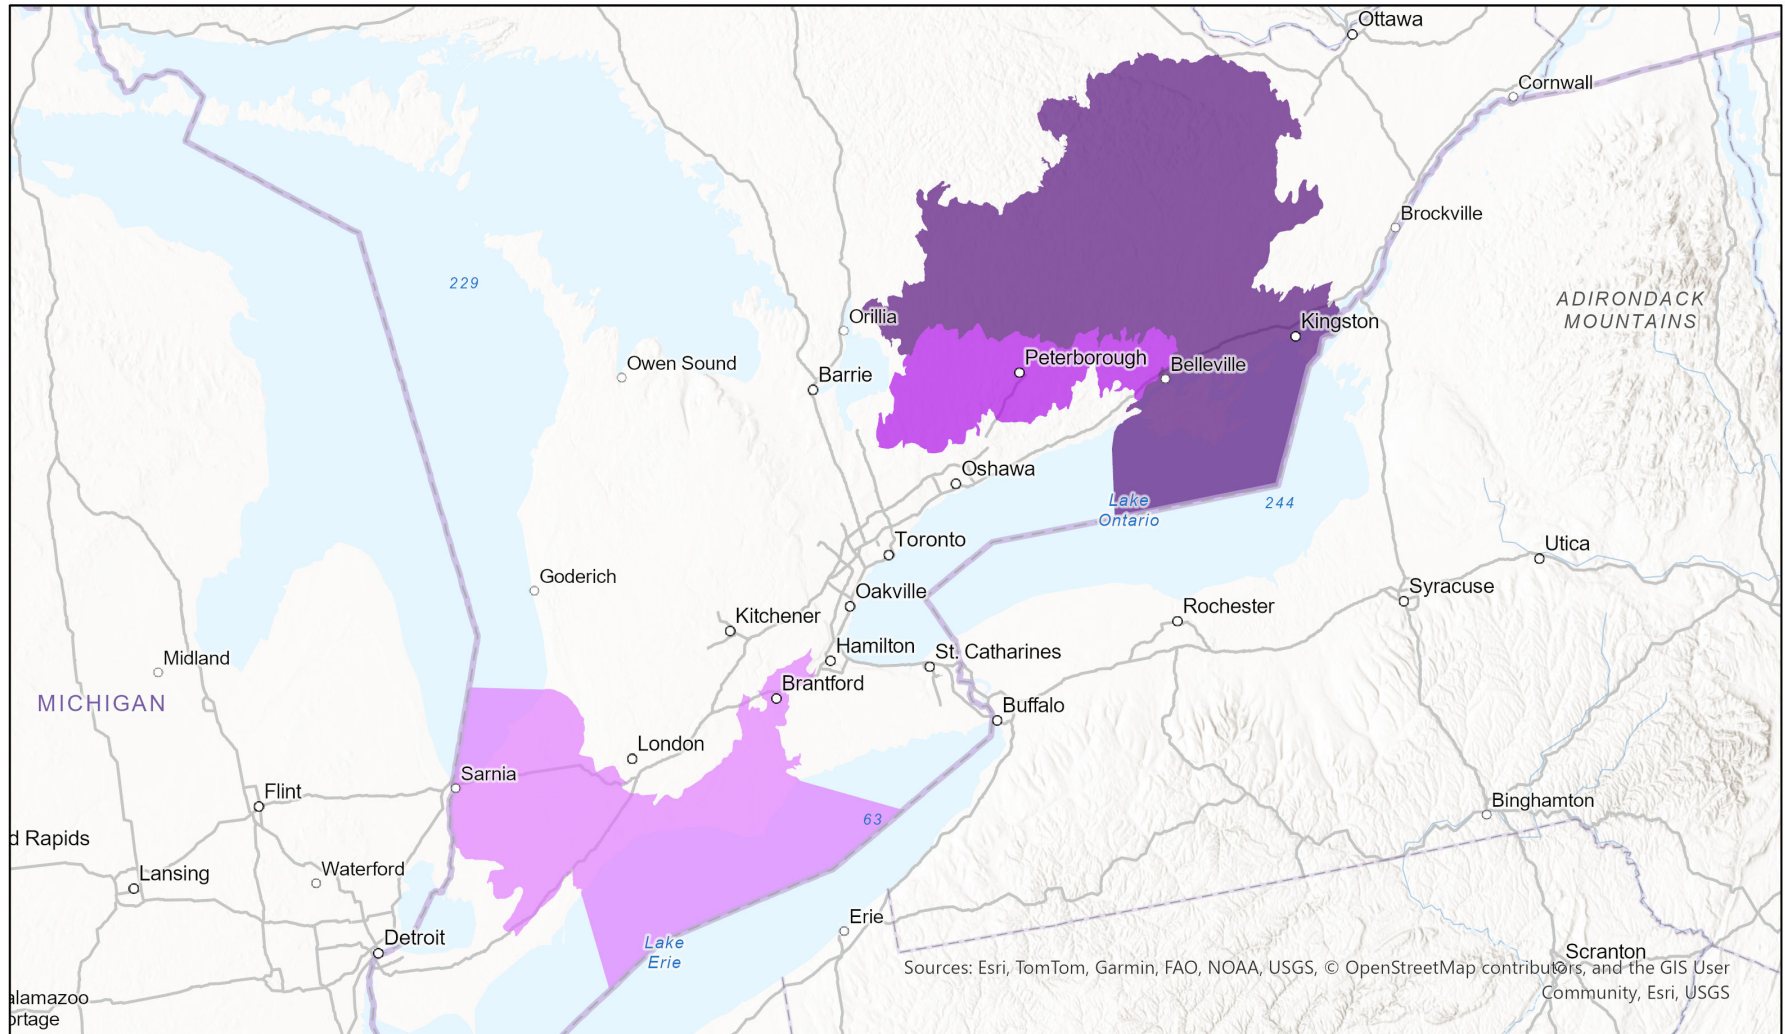 Ottawa
Cornwall
Brockville
229
ADIRONDACK
MOUNTAINS
Orillia
Kingston
Owen Sound
Barrie
Peterborough
Belleville
Oshawa
Lake
Ontario
244
Toronto
Utica
Goderich
Oakville
Syracuse
Kitchener
Rochester
Hamilton
St. Catharines
Midland
Brantford
MICHIGAN
Buffalo
London
Sarnia
Flint
Binghamton
63
d Rapids
Lansing
Waterford
Erie
Detroit
Lake
Erie
Scranton
Sources: Esri, TomTom, Garmin, FAO, NOAA, USGS, © OpenStreetMap contributors, and the GIS User
Community, Esri, USGS
alamazoo
ortage